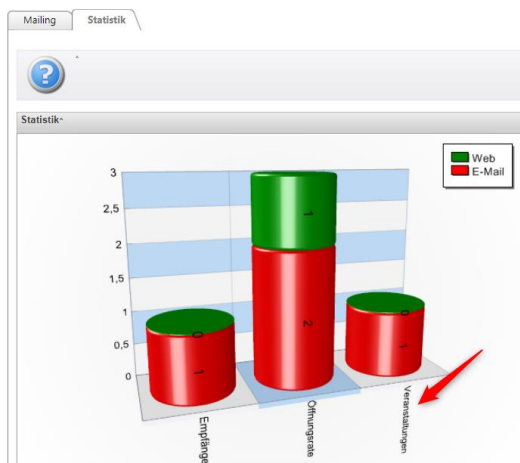 Mailing
Statistik
Statistik
3
2,5
2
1,5
1
0,5
0
Web
E-Mail
1
2
0
1
0
1
Empfänge
Öffnungsrate
Veranstaltungen